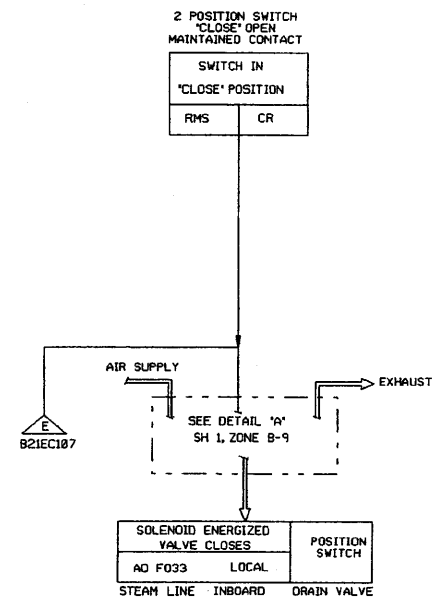 2 POSITION SWITCH
"CLOSE" OPEN
MAINTAINED CONTACT
SWITCH IN
"CLOSE" POSITION
RMS CR
AIR SUPPLY
EXHAUST
E
B21EC107
SEE DETAIL "A"
SH 1, ZONE B-9
SOLENOID ENERGIZED
VALVE CLOSES
POSITION
SWITCH
AO F033 LOCAL
STEAM LINE INBOARD DRAIN VALVE